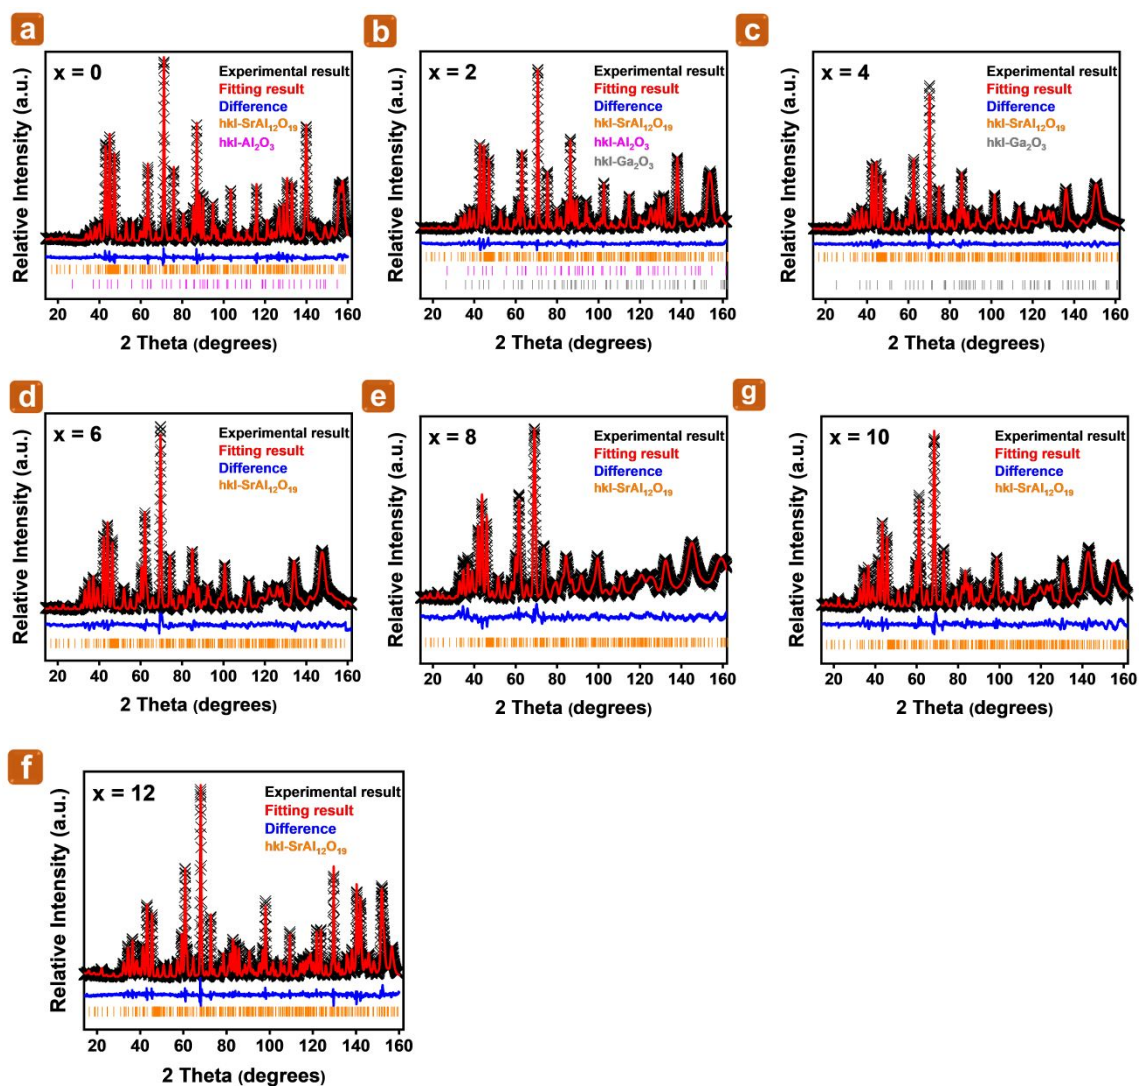 a
x = 0
Experimental result
Fitting result
Difference
hkl-SrAl₁₂O₁₉
hkl-Al₂O₃
Relative Intensity (a.u.)
20 40 60 80 100 120 140 160
2 Theta (degrees)
b
x = 2
Experimental result
Fitting result
Difference
hkl-SrAl₁₂O₁₉
hkl-Al₂O₃
hkl-Ga₂O₃
Relative Intensity (a.u.)
20 40 60 80 100 120 140 160
2 Theta (degrees)
c
x = 4
Experimental result
Fitting result
Difference
hkl-SrAl₁₂O₁₉
hkl-Ga₂O₃
Relative Intensity (a.u.)
20 40 60 80 100 120 140 160
2 Theta (degrees)
d
x = 6
Experimental result
Fitting result
Difference
hkl-SrAl₁₂O₁₉
Relative Intensity (a.u.)
20 40 60 80 100 120 140 160
2 Theta (degrees)
e
x = 8
Experimental result
Fitting result
Difference
hkl-SrAl₁₂O₁₉
Relative Intensity (a.u.)
20 40 60 80 100 120 140 160
2 Theta (degrees)
g
x = 10
Experimental result
Fitting result
Difference
hkl-SrAl₁₂O₁₉
Relative Intensity (a.u.)
20 40 60 80 100 120 140 160
2 Theta (degrees)
f
x = 12
Experimental result
Fitting result
Difference
hkl-SrAl₁₂O₁₉
Relative Intensity (a.u.)
20 40 60 80 100 120 140 160
2 Theta (degrees)